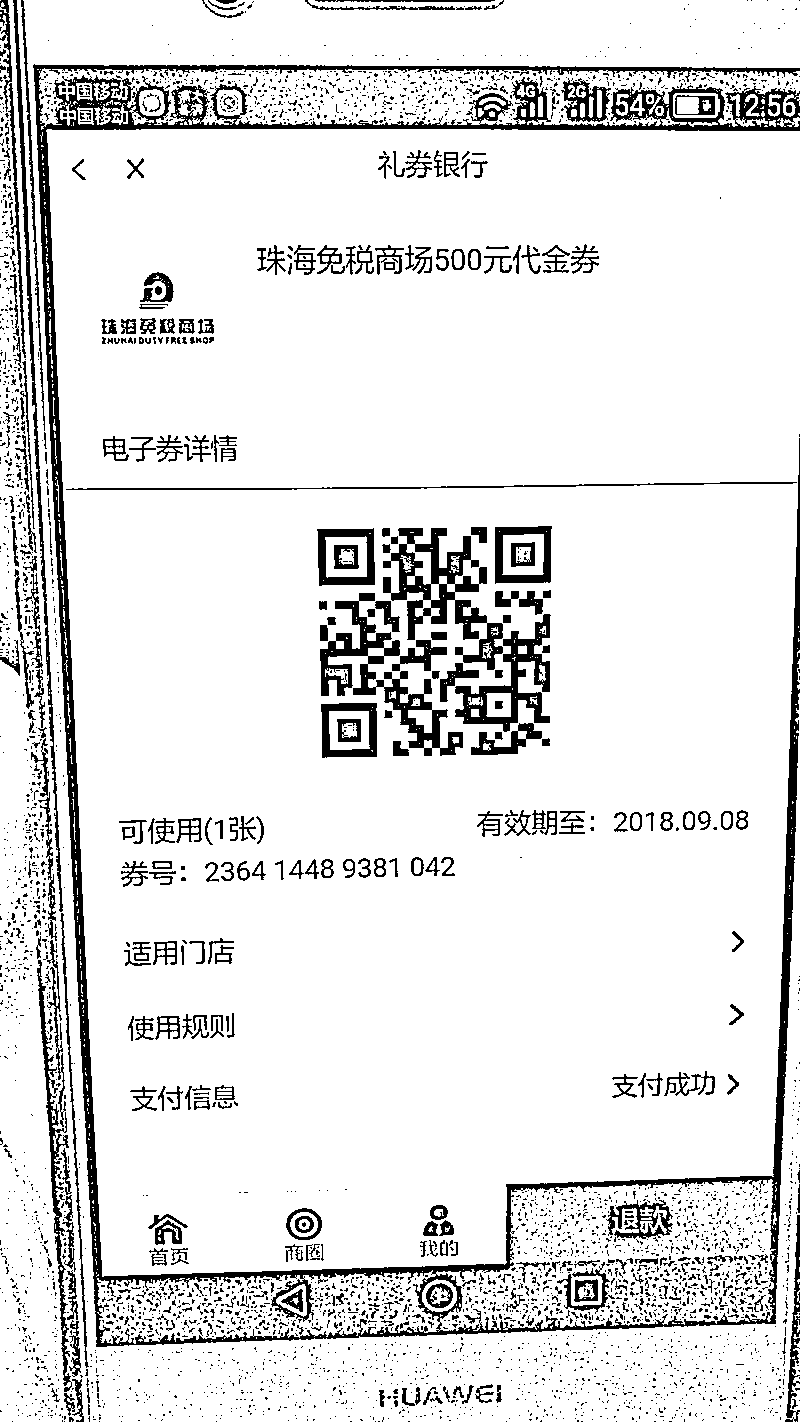 中国移动
中国移动
4G 2G 54% 12:56
礼券银行
珠海免税商场500元代金券
珠海免税商场
ZHUHAI DUTY FREE SHOP
电子券详情
可使用(1张)
有效期至：2018.09.08
券号：2364 1448 9381 042
适用门店
使用规则
支付信息
支付成功
首页
商圈
我的
退款
HUAWEI